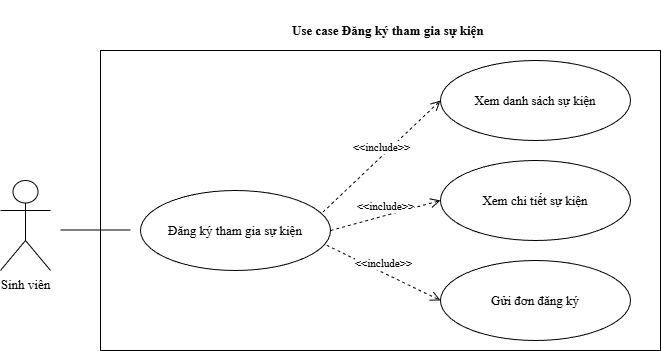 Use case Đăng ký tham gia sự kiện
Xem danh sách sự kiện
<<include>>
Xem chi tiết sự kiện
<<include>>
Đăng ký tham gia sự kiện
<<include>>
Sinh viên
Gửi đơn đăng ký